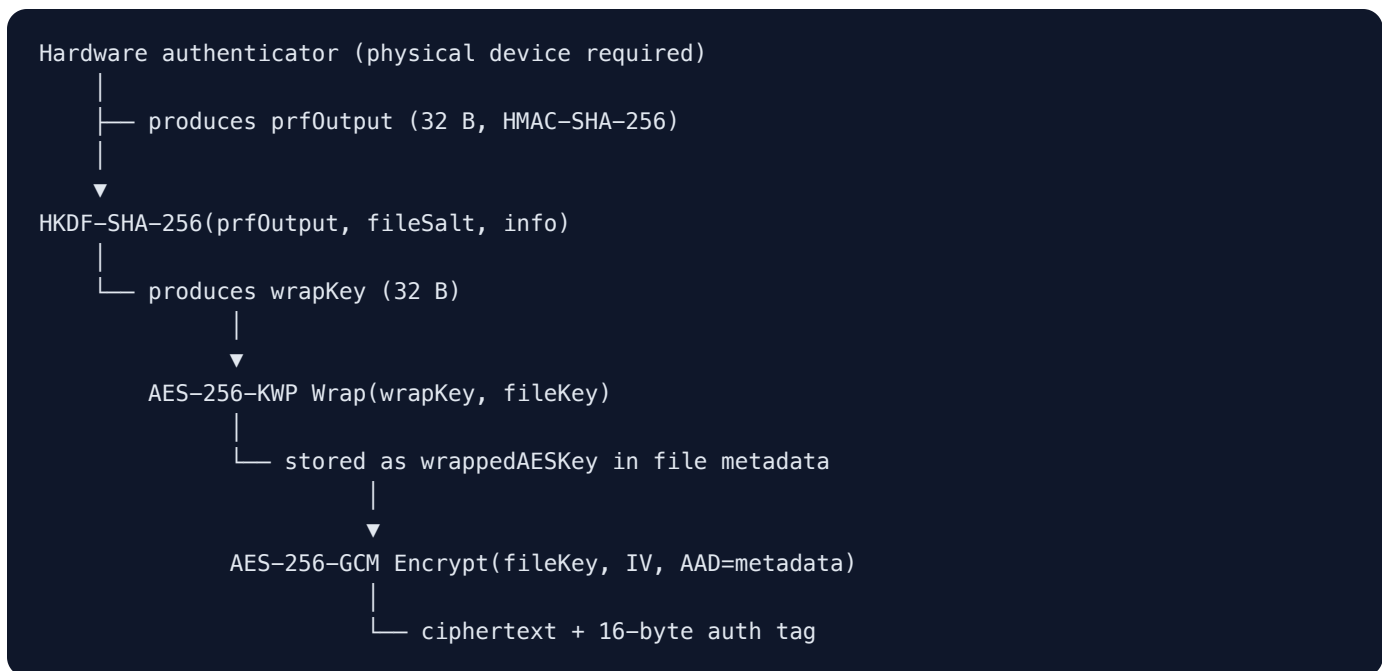 Hardware authenticator (physical device required)
│
├── produces prfOutput (32 B, HMAC-SHA-256)
│
▼
HKDF-SHA-256(prfOutput, fileSalt, info)
│
└── produces wrapKey (32 B)
│
▼
AES-256-KWP Wrap(wrapKey, fileKey)
│
└── stored as wrappedAESKey in file metadata
│
▼
AES-256-GCM Encrypt(fileKey, IV, AAD=metadata)
│
└── ciphertext + 16-byte auth tag